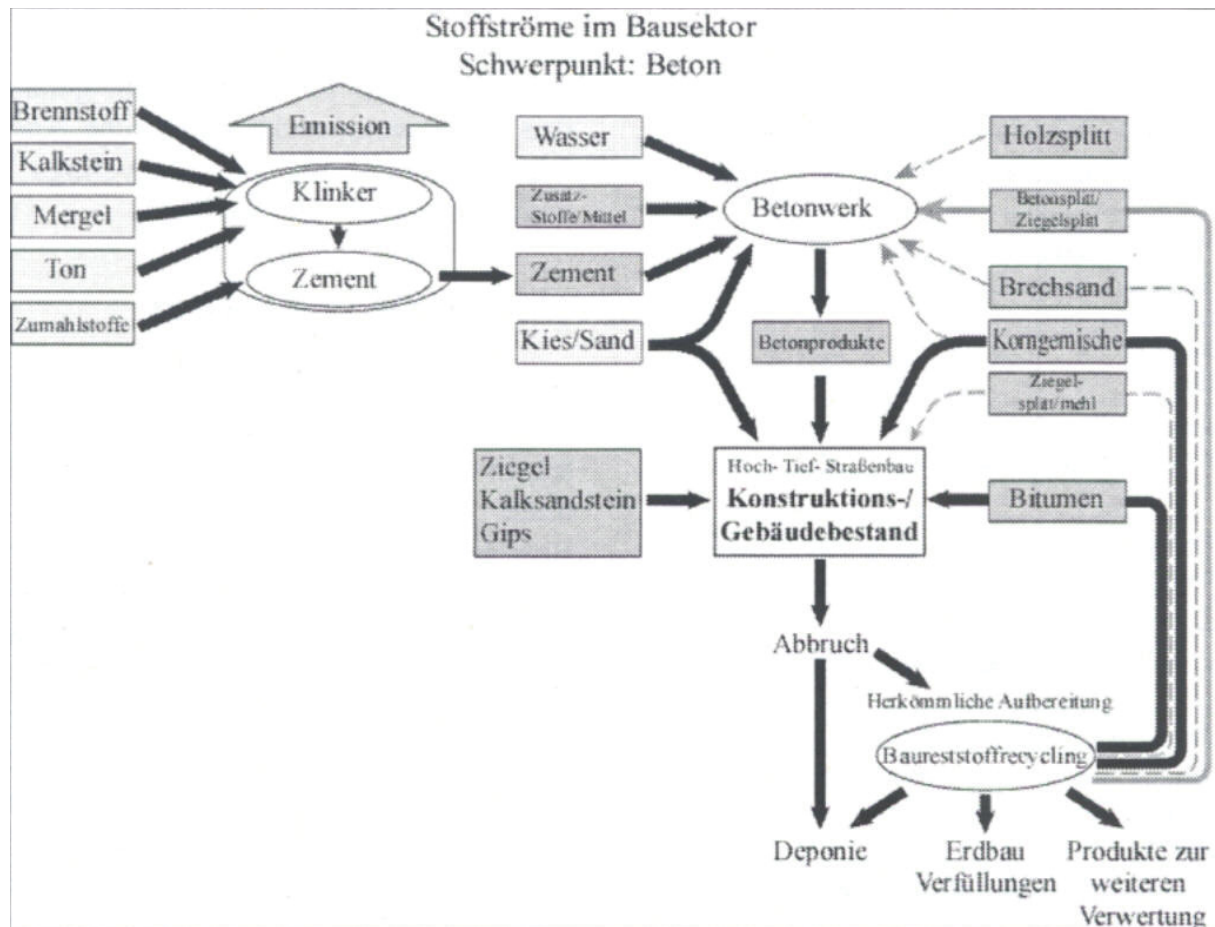 Stoffströme im Bausektor
Schwerpunkt: Beton
Brennstoff
Kalkstein
Mergel
Ton
Zumahlstoffe
Emission
Klinker
Zement
Wasser
Zusatz-
Stoffe/Mittel
Zement
Kies/Sand
Betonwerk
Betonprodukte
Holzsplitt
Betonsplitt/
Ziegelsplitt
Brechsand
Korngemische
Ziegel-
splatt/mehl
Ziegel
Kalksandstein
Gips
Hoch- Tief- Straßenbau
Konstruktions-/
Gebäudebestand
Bitumen
Abbruch
Herkömmliche Aufbereitung
Baureststoffrecycling
Deponie
Erdbau
Verfüllungen
Produkte zur
weiteren
Verwertung